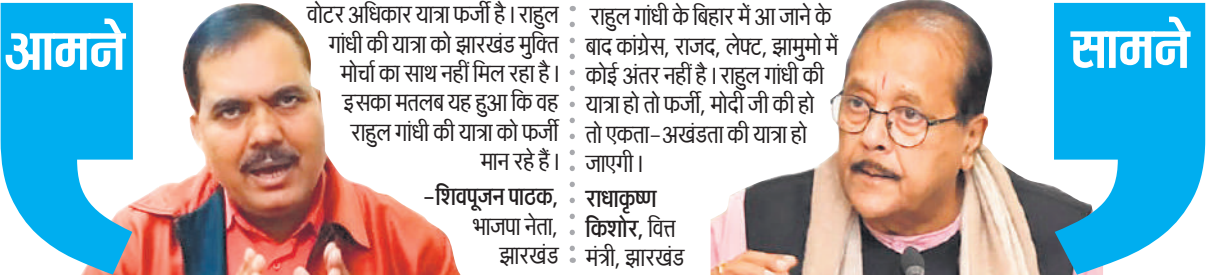 आमने
वोटर अधिकार यात्रा फर्जी है। राहुल
गांधी की यात्रा को झारखंड मुक्ति
मोर्चा का साथ नहीं मिल रहा है।
इसका मतलब यह हुआ कि वह
राहुल गांधी की यात्रा को फर्जी
मान रहे हैं।
–शिवपूजन पाठक,
भाजपा नेता,
झारखंड
राहुल गांधी के बिहार में आ जाने के
बाद कांग्रेस, राजद, लेफ्ट, झामुमो में
कोई अंतर नहीं है। राहुल गांधी की
यात्रा हो तो फर्जी, मोदी जी की हो
तो एकता-अखंडता की यात्रा हो
जाएगी।
राधाकृष्ण
किशोर, वित्त
मंत्री, झारखंड
सामने